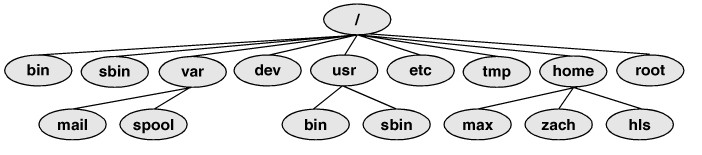 /
bin sbin var dev usr etc tmp home root
mail spool bin sbin max zach hls